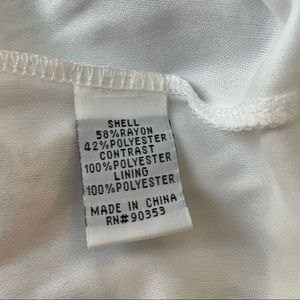 SHELL
58%RAYON
42%POLYESTER
CONTRAST
100%POLYESTER
LINING
100%POLYESTER
MADE IN CHINA
RN#90353